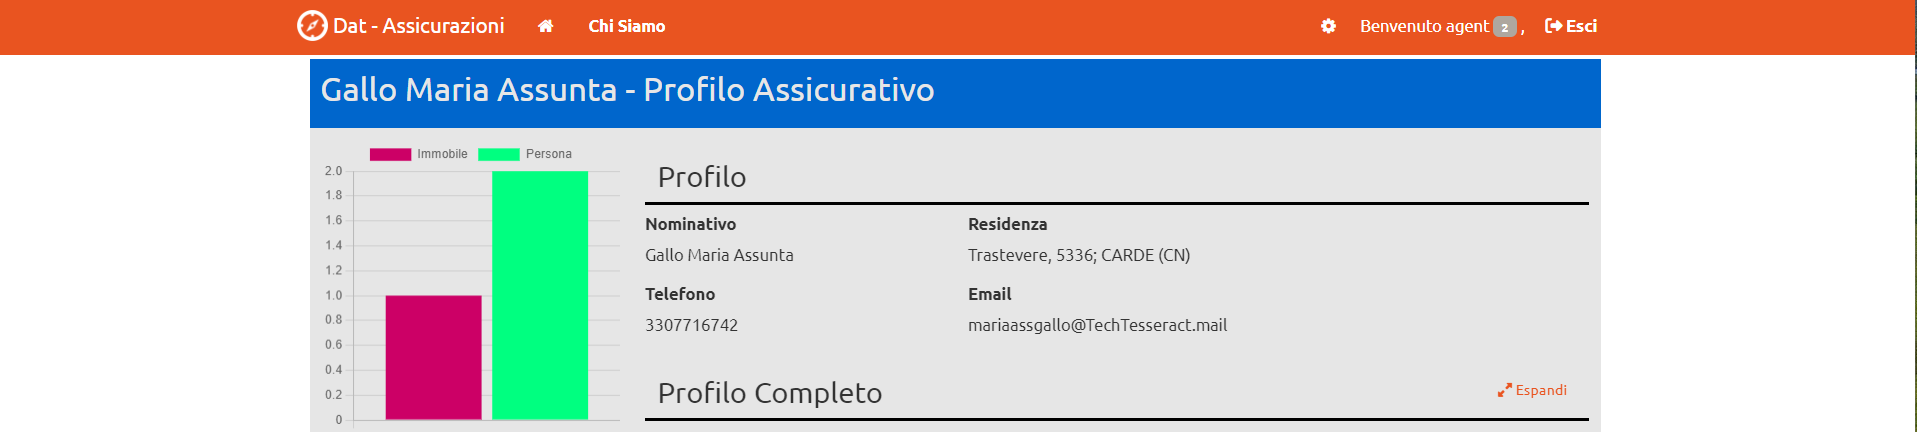 Dat - Assicurazioni Chi Siamo Benvenuto agent 2 , Esci
Gallo Maria Assunta - Profilo Assicurativo
Immobile Persona
2.0
1.8
1.6
1.4
1.2
1.0
0.8
0.6
0.4
0.2
0
Profilo
Nominativo Residenza
Gallo Maria Assunta Trastevere, 5336; CARDE (CN)
Telefono Email
3307716742 mariaassgallo@TechTesseract.mail
Profilo Completo Espandi